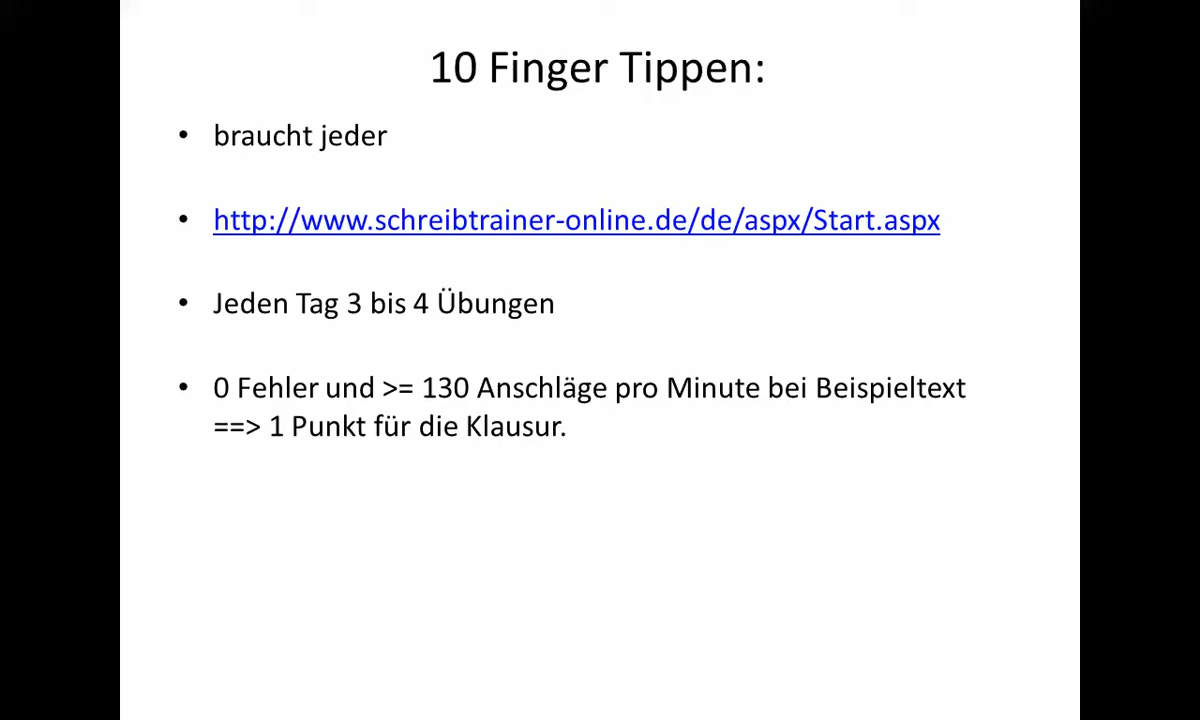 10 Finger Tippen:
• braucht jeder
• http://www.schreibtrainer-online.de/de/aspx/Start.aspx
• Jeden Tag 3 bis 4 Übungen
• 0 Fehler und >= 130 Anschläge pro Minute bei Beispieltext
==> 1 Punkt für die Klausur.